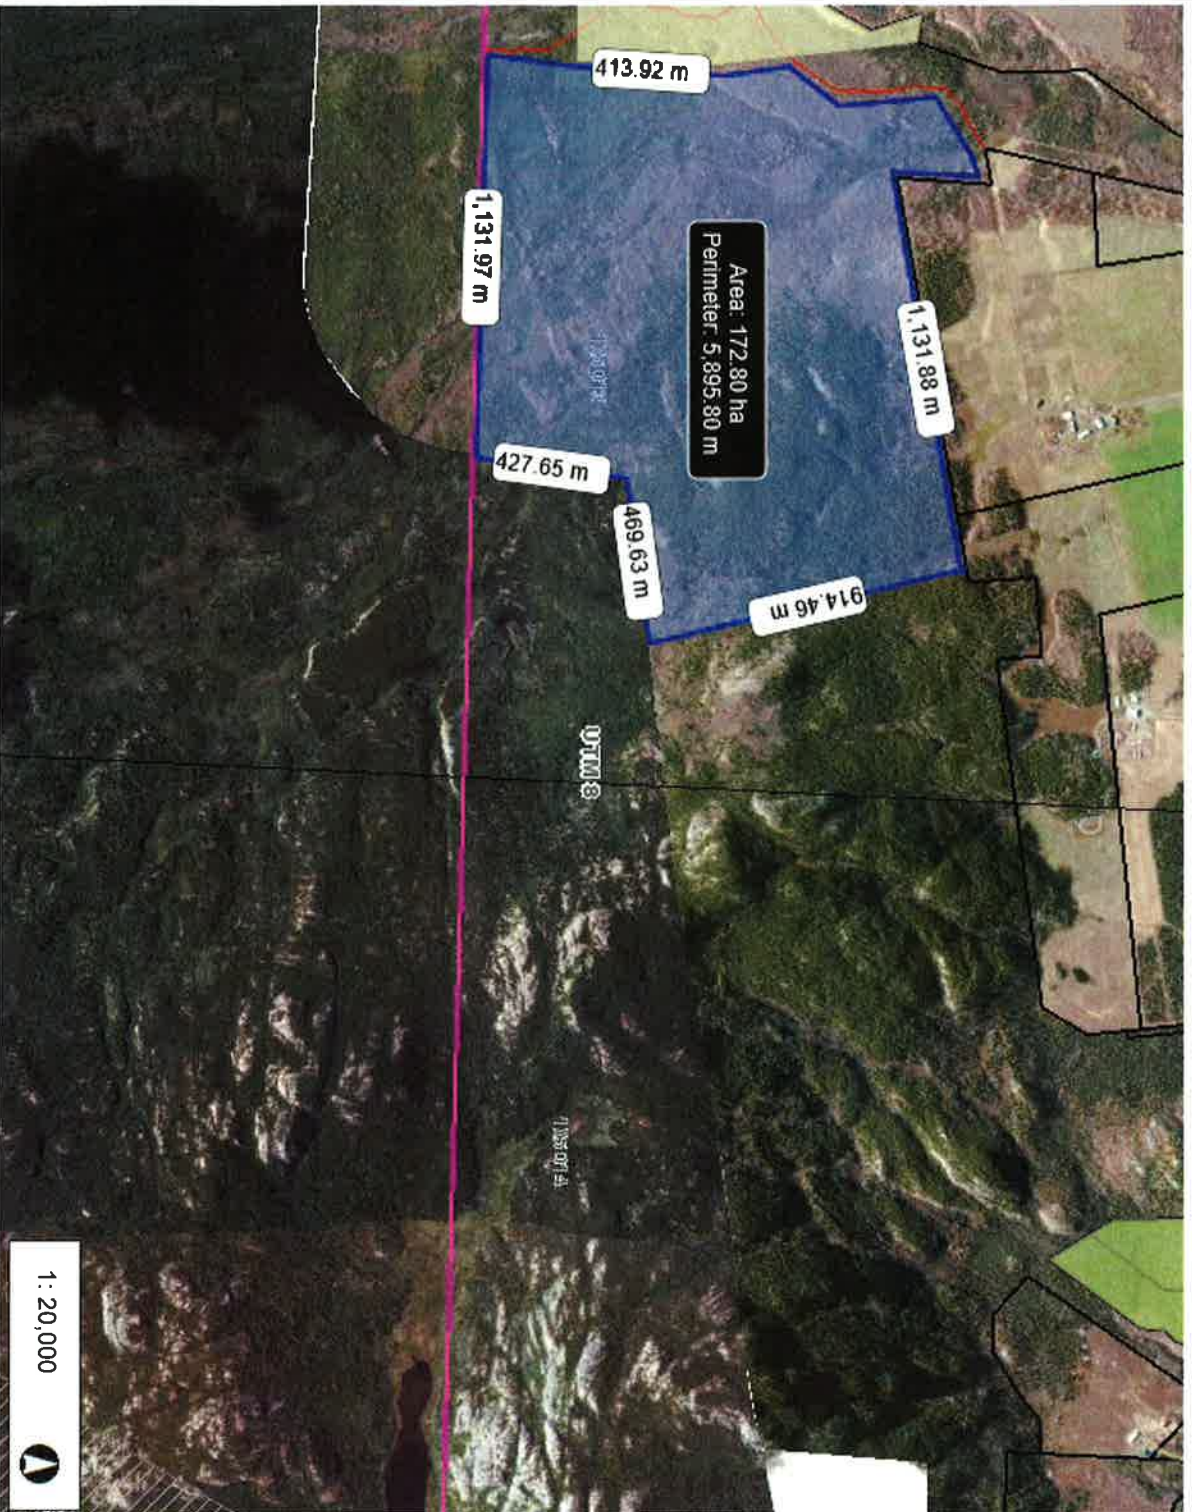 413.92 m
1,131.97 m
Area: 172.80 ha
Perimeter: 5,895.80 m
1,131.88 m
427.65 m
469.63 m
914.46 m
UTM 8
1: 20,000